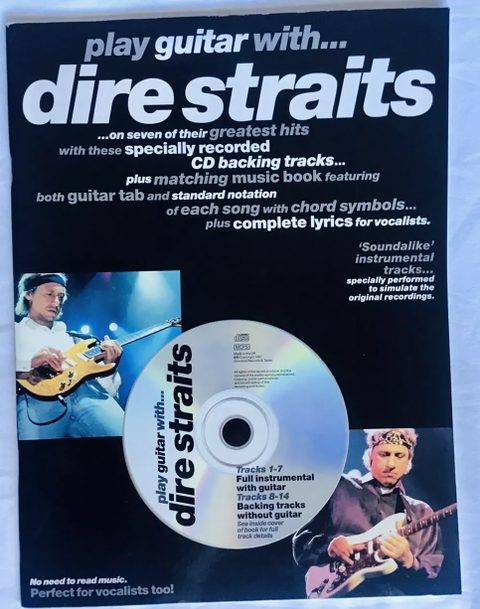 play guitar with...
dire straits
...on seven of their greatest hits
with these specially recorded
CD backing tracks...
plus matching music book featuring
both guitar tab and standard notation
of each song with chord symbols...
plus complete lyrics for vocalists.
'Soundalike'
instrumental
tracks...
specially performed
to simulate the
original recordings.
play guitar with...
dire straits
Tracks 1-7
Full instrumental
with guitar
Tracks 8-14
Backing tracks
without guitar
See inside cover
of book for full
track details
No need to read music.
Perfect for vocalists too!